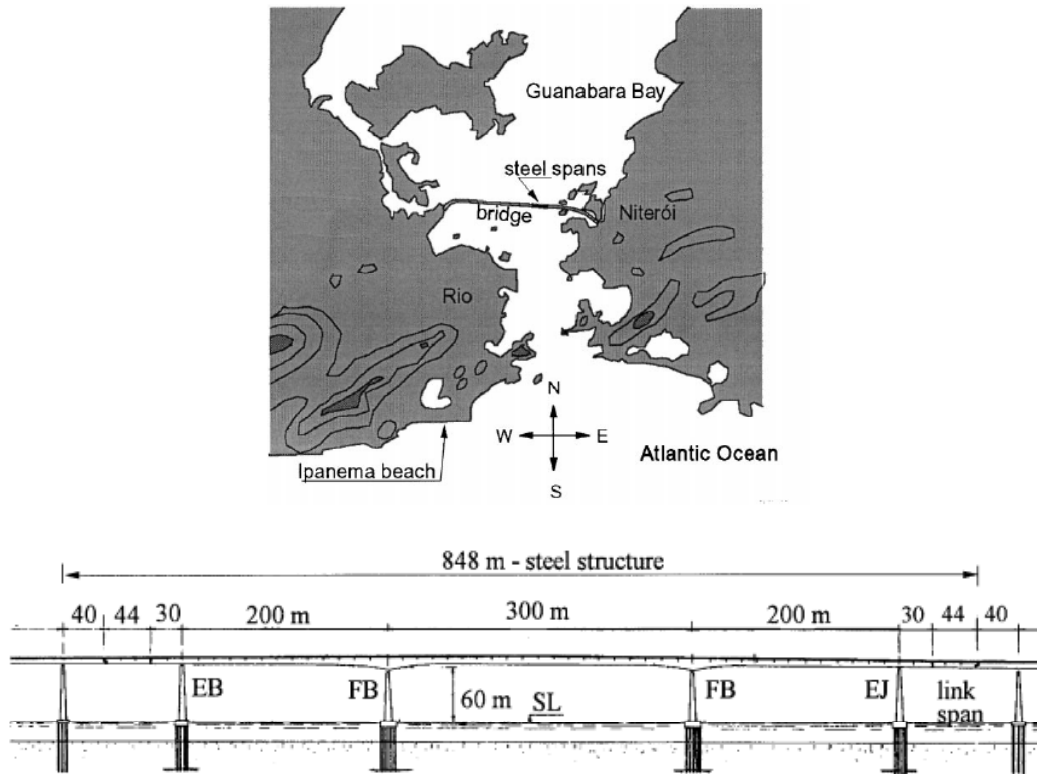 Guanabara Bay
steel spans
bridge
Niterói
Rio
N
W E
S
Ipanema beach
Atlantic Ocean
848 m - steel structure
40 44 30 200 m 300 m 200 m 30 44 40
EB FB 60 m SL FB EJ link
span